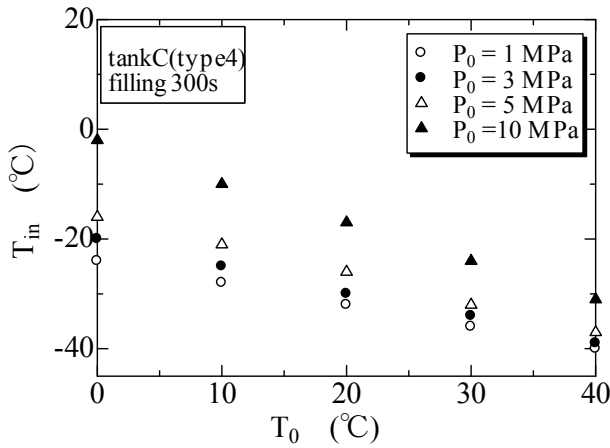 20
tankC(type4)
filling 300s
P₀ = 1 MPa
P₀ = 3 MPa
P₀ = 5 MPa
P₀ =10 MPa
0
-20
-40
T_in (℃)
0 10 20 30 40
T₀ (℃)